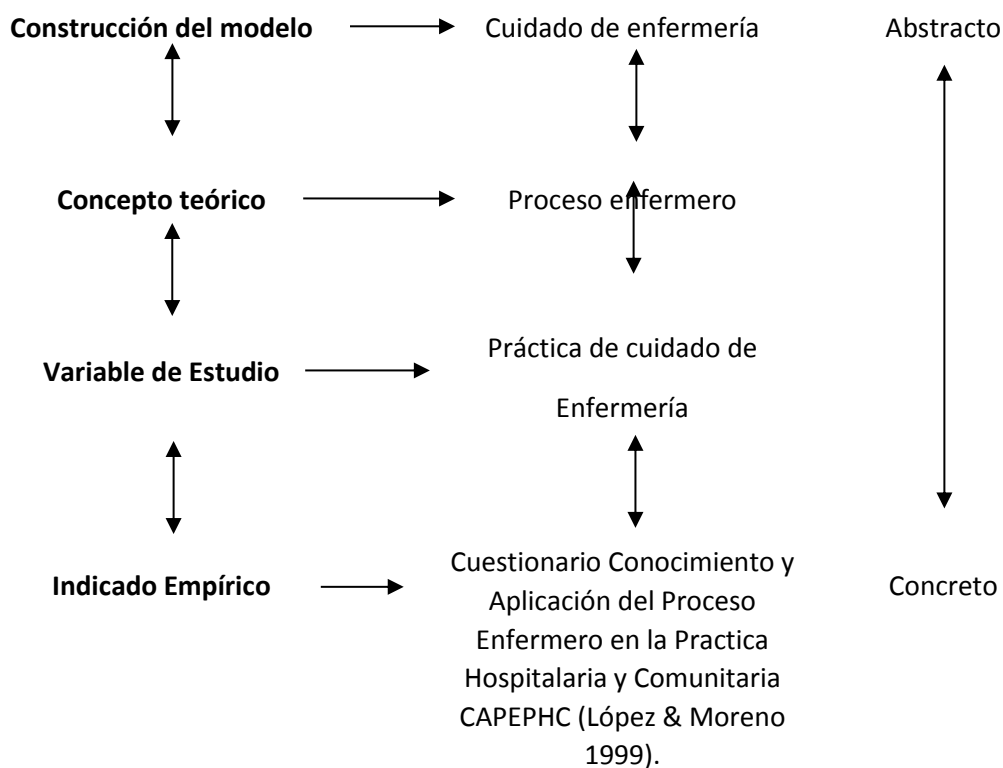 Construcción del modelo Cuidado de enfermería Abstracto
Concepto teórico Proceso enfermero
Variable de Estudio Práctica de cuidado de
Enfermería
Indicado Empírico Cuestionario Conocimiento y Concreto
Aplicación del Proceso
Enfermero en la Practica
Hospitalaria y Comunitaria
CAPEPHC (López & Moreno
1999).